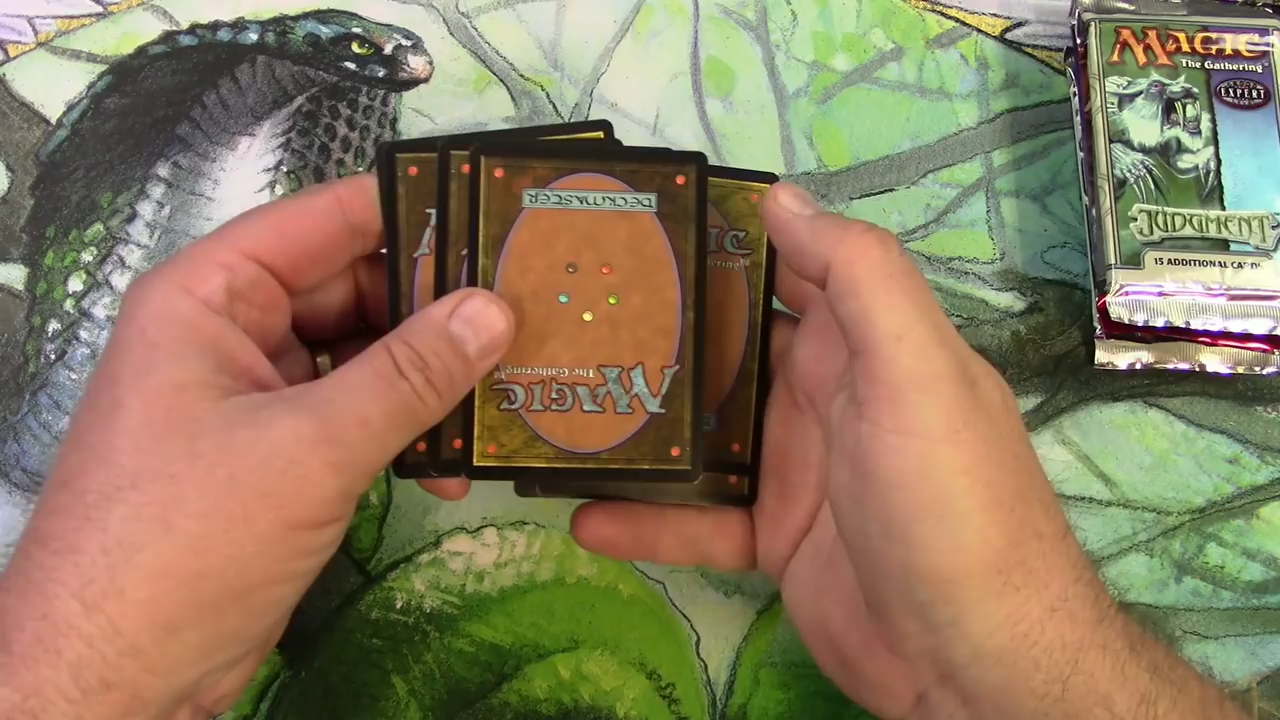 DECKMASTER
MAGIC
The Gathering
MAGIC
The Gathering®
EXPERT
JUDGMENT
15 ADDITIONAL CARDS